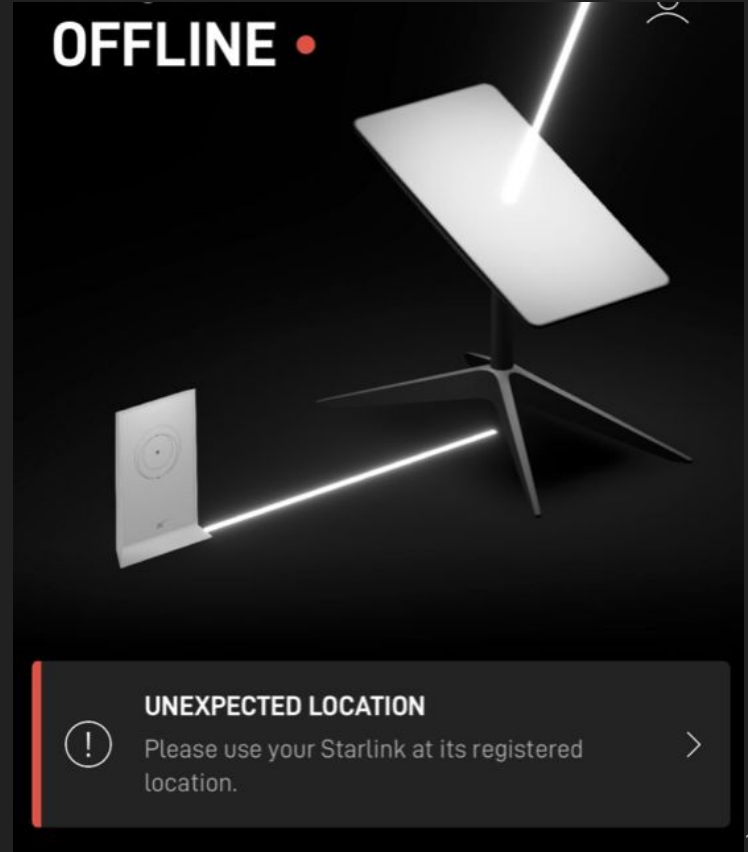 OFFLINE
UNEXPECTED LOCATION
Please use your Starlink at its registered
location.